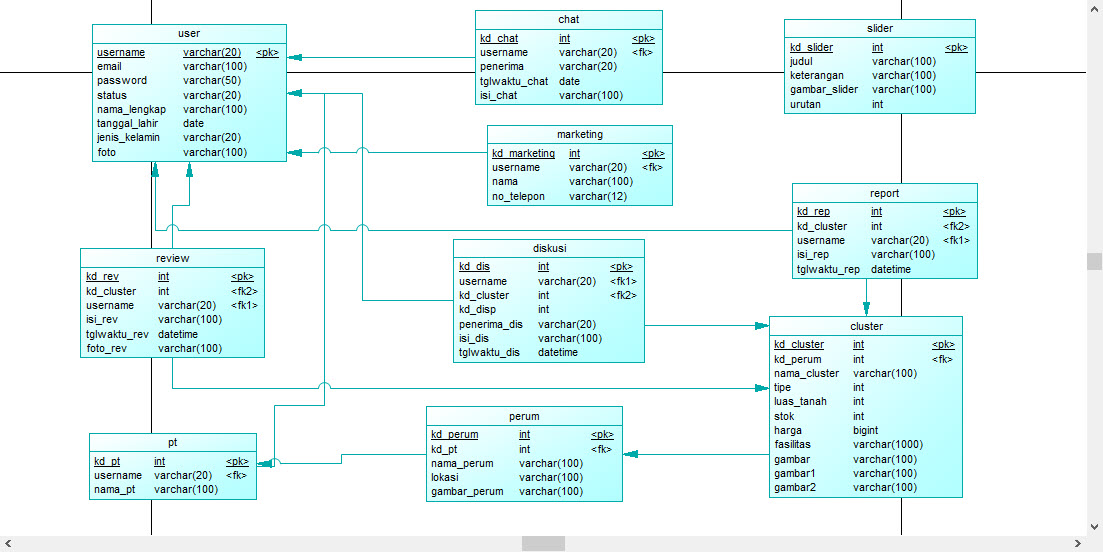 user
username varchar(20) <pk>
email varchar(100)
password varchar(50)
status varchar(20)
nama_lengkap varchar(100)
tanggal_lahir date
jenis_kelamin varchar(20)
foto varchar(100)
chat
kd_chat int <pk>
username varchar(20) <fk>
penerima varchar(20)
tglwaktu_chat date
isi_chat varchar(100)
slider
kd_slider int <pk>
judul varchar(100)
keterangan varchar(100)
gambar_slider varchar(100)
urutan int
marketing
kd_marketing int <pk>
username varchar(20) <fk>
nama varchar(100)
no_telepon varchar(12)
report
kd_rep int <pk>
kd_cluster int <fk2>
username varchar(20) <fk1>
isi_rep varchar(100)
tglwaktu_rep datetime
review
kd_rev int <pk>
kd_cluster int <fk2>
username varchar(20) <fk1>
isi_rev varchar(100)
tglwaktu_rev datetime
foto_rev varchar(100)
diskusi
kd_dis int <pk>
username varchar(20) <fk1>
kd_cluster int <fk2>
kd_disp int
penerima_dis varchar(20)
isi_dis varchar(100)
tglwaktu_dis datetime
cluster
kd_cluster int <pk>
kd_perum int <fk>
nama_cluster varchar(100)
tipe int
luas_tanah int
stok int
harga bigint
fasilitas varchar(1000)
gambar varchar(100)
gambar1 varchar(100)
gambar2 varchar(100)
pt
kd_pt int <pk>
username varchar(20) <fk>
nama_pt varchar(100)
perum
kd_perum int <pk>
kd_pt int <fk>
nama_perum varchar(100)
lokasi varchar(100)
gambar_perum varchar(100)